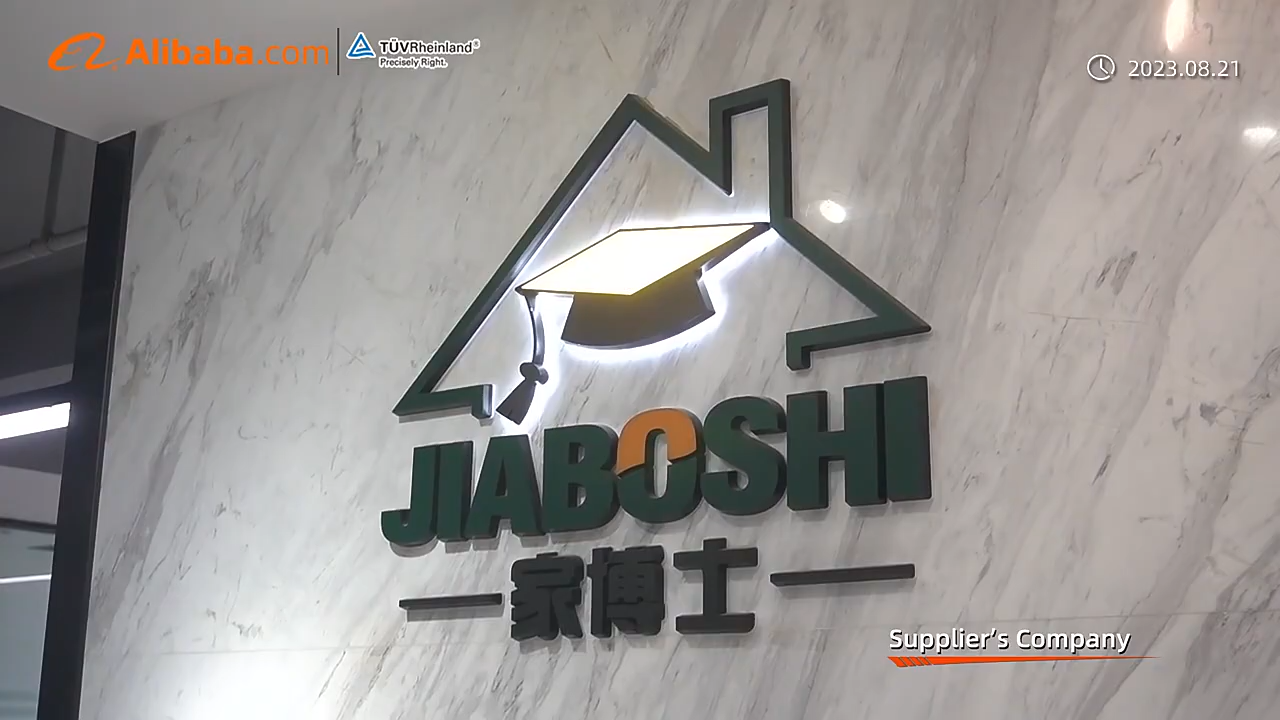 Alibaba.com
TÜVRheinland®
Precisely Right.
2023.08.21
JIABOSHI
家博士
Supplier's Company